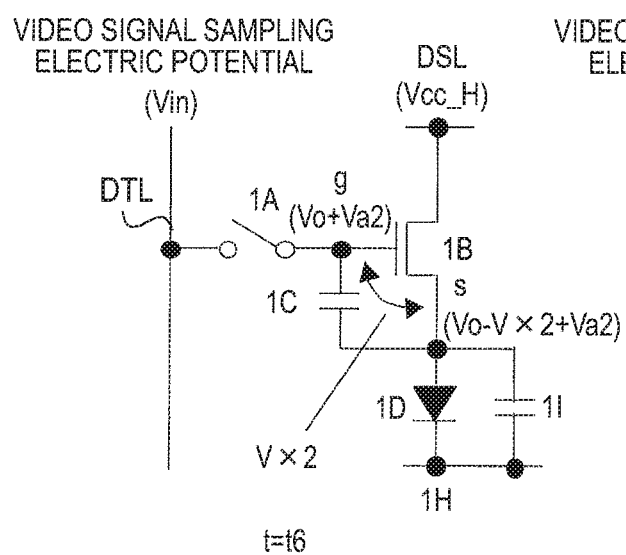 VIDEO SIGNAL SAMPLING
ELECTRIC POTENTIAL
(Vin)
DSL
(Vcc_H)
DTL
1A
g
(Vo+Va2)
1B
s
1C
(Vo-V×2+Va2)
1D
1I
V×2
1H
t=t6